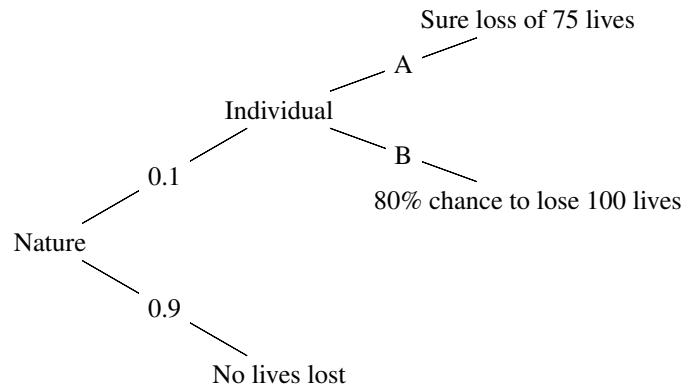 Sure loss of 75 lives
A
Individual
B
0.1
80% chance to lose 100 lives
Nature
0.9
No lives lost